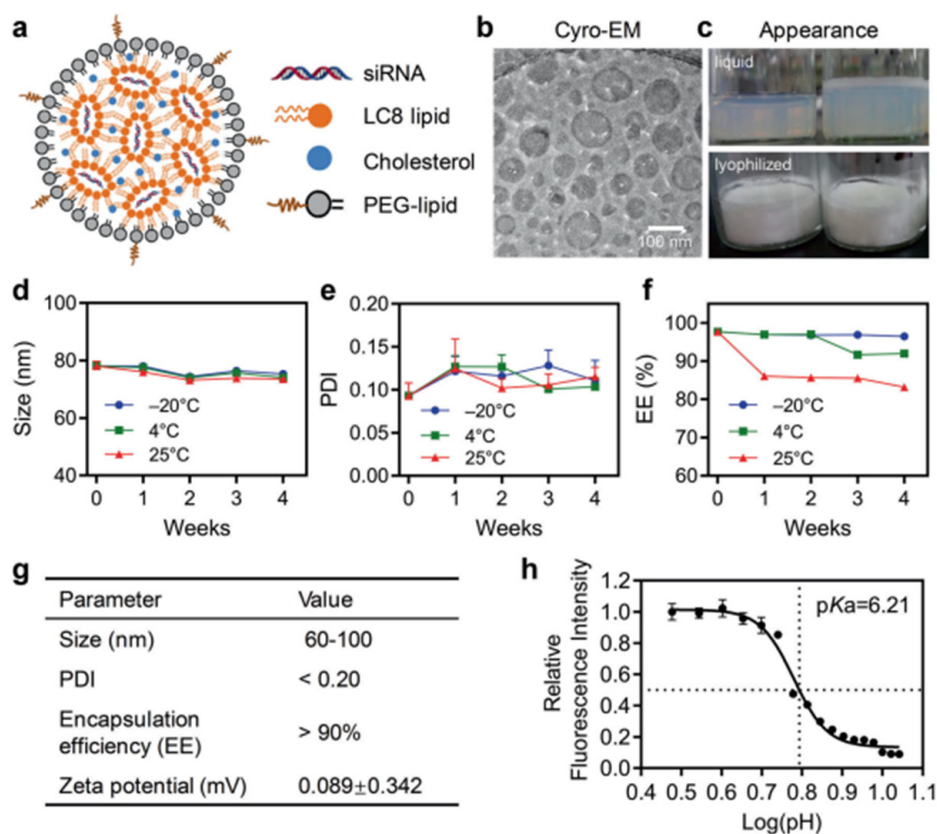 a
siRNA
LC8 lipid
Cholesterol
PEG-lipid
b
Cyro-EM
100 nm
c
Appearance
liquid
lyophilized
d
Size (nm)
100
80
60
40
–20°C
4°C
25°C
0 1 2 3 4
Weeks
e
PDI
0.20
0.15
0.10
0.05
0.00
–20°C
4°C
25°C
0 1 2 3 4
Weeks
f
EE (%)
100
90
80
70
60
–20°C
4°C
25°C
0 1 2 3 4
Weeks
g
Parameter Value
Size (nm) 60-100
PDI < 0.20
Encapsulation
efficiency (EE) > 90%
Zeta potential (mV) 0.089±0.342
h
Relative
Fluorescence Intensity
1.2
1.0
0.8
0.6
0.4
0.2
0.0
pKa=6.21
0.4 0.5 0.6 0.7 0.8 0.9 1.0 1.1
Log(pH)